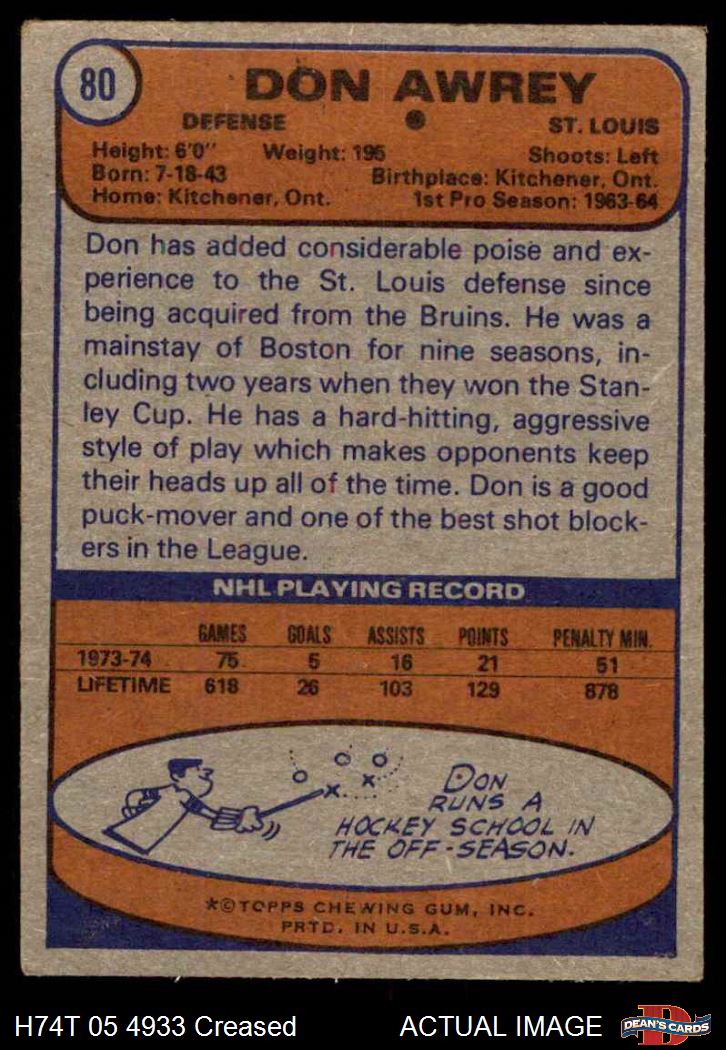 80
DON AWREY
DEFENSE
ST. LOUIS
Height: 6'0" Weight: 195 Shoots: Left
Born: 7-18-43 Birthplace: Kitchener, Ont.
Home: Kitchener, Ont. 1st Pro Season: 1963-64
Don has added considerable poise and ex-
perience to the St. Louis defense since
being acquired from the Bruins. He was a
mainstay of Boston for nine seasons, in-
cluding two years when they won the Stan-
ley Cup. He has a hard-hitting, aggressive
style of play which makes opponents keep
their heads up all of the time. Don is a good
puck-mover and one of the best shot block-
ers in the League.
NHL PLAYING RECORD
GAMES GOALS ASSISTS POINTS PENALTY MIN.
1973-74 75 5 16 21 51
LIFETIME 618 26 103 129 878
DON
RUNS A
HOCKEY SCHOOL IN
THE OFF-SEASON.
*©TOPPS CHEWING GUM, INC.
PRTD. IN U.S.A.
H74T 05 4933 Creased ACTUAL IMAGE
D
DEAN'S CARDS